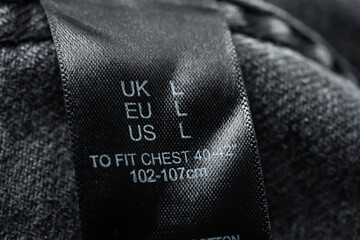 UK L
EU L
US L
TO FIT CHEST 40-42"
102-107cm